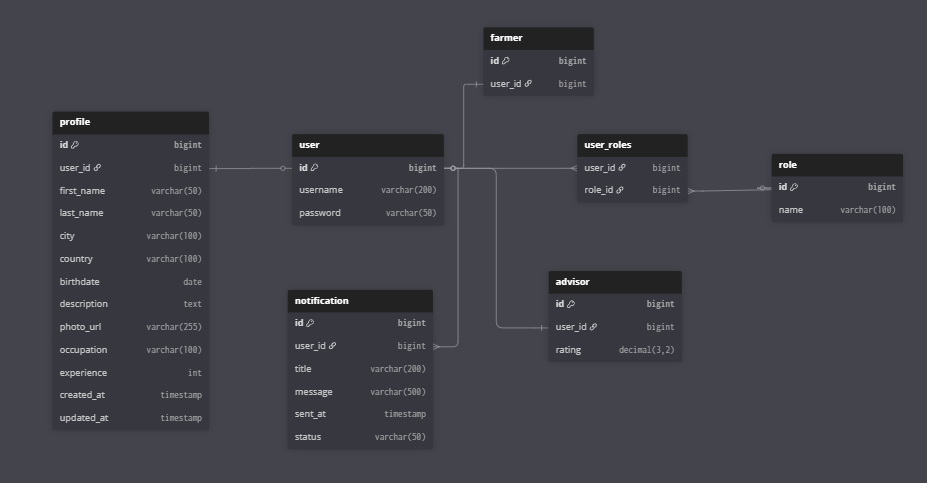 farmer
id bigint
user_id bigint
profile
id bigint
user_id bigint
first_name varchar(50)
last_name varchar(50)
city varchar(100)
country varchar(100)
birthdate date
description text
photo_url varchar(255)
occupation varchar(100)
experience int
created_at timestamp
updated_at timestamp
user
id bigint
username varchar(200)
password varchar(50)
user_roles
user_id bigint
role_id bigint
role
id bigint
name varchar(100)
notification
id bigint
user_id bigint
title varchar(200)
message varchar(500)
sent_at timestamp
status varchar(50)
advisor
id bigint
user_id bigint
rating decimal(3,2)